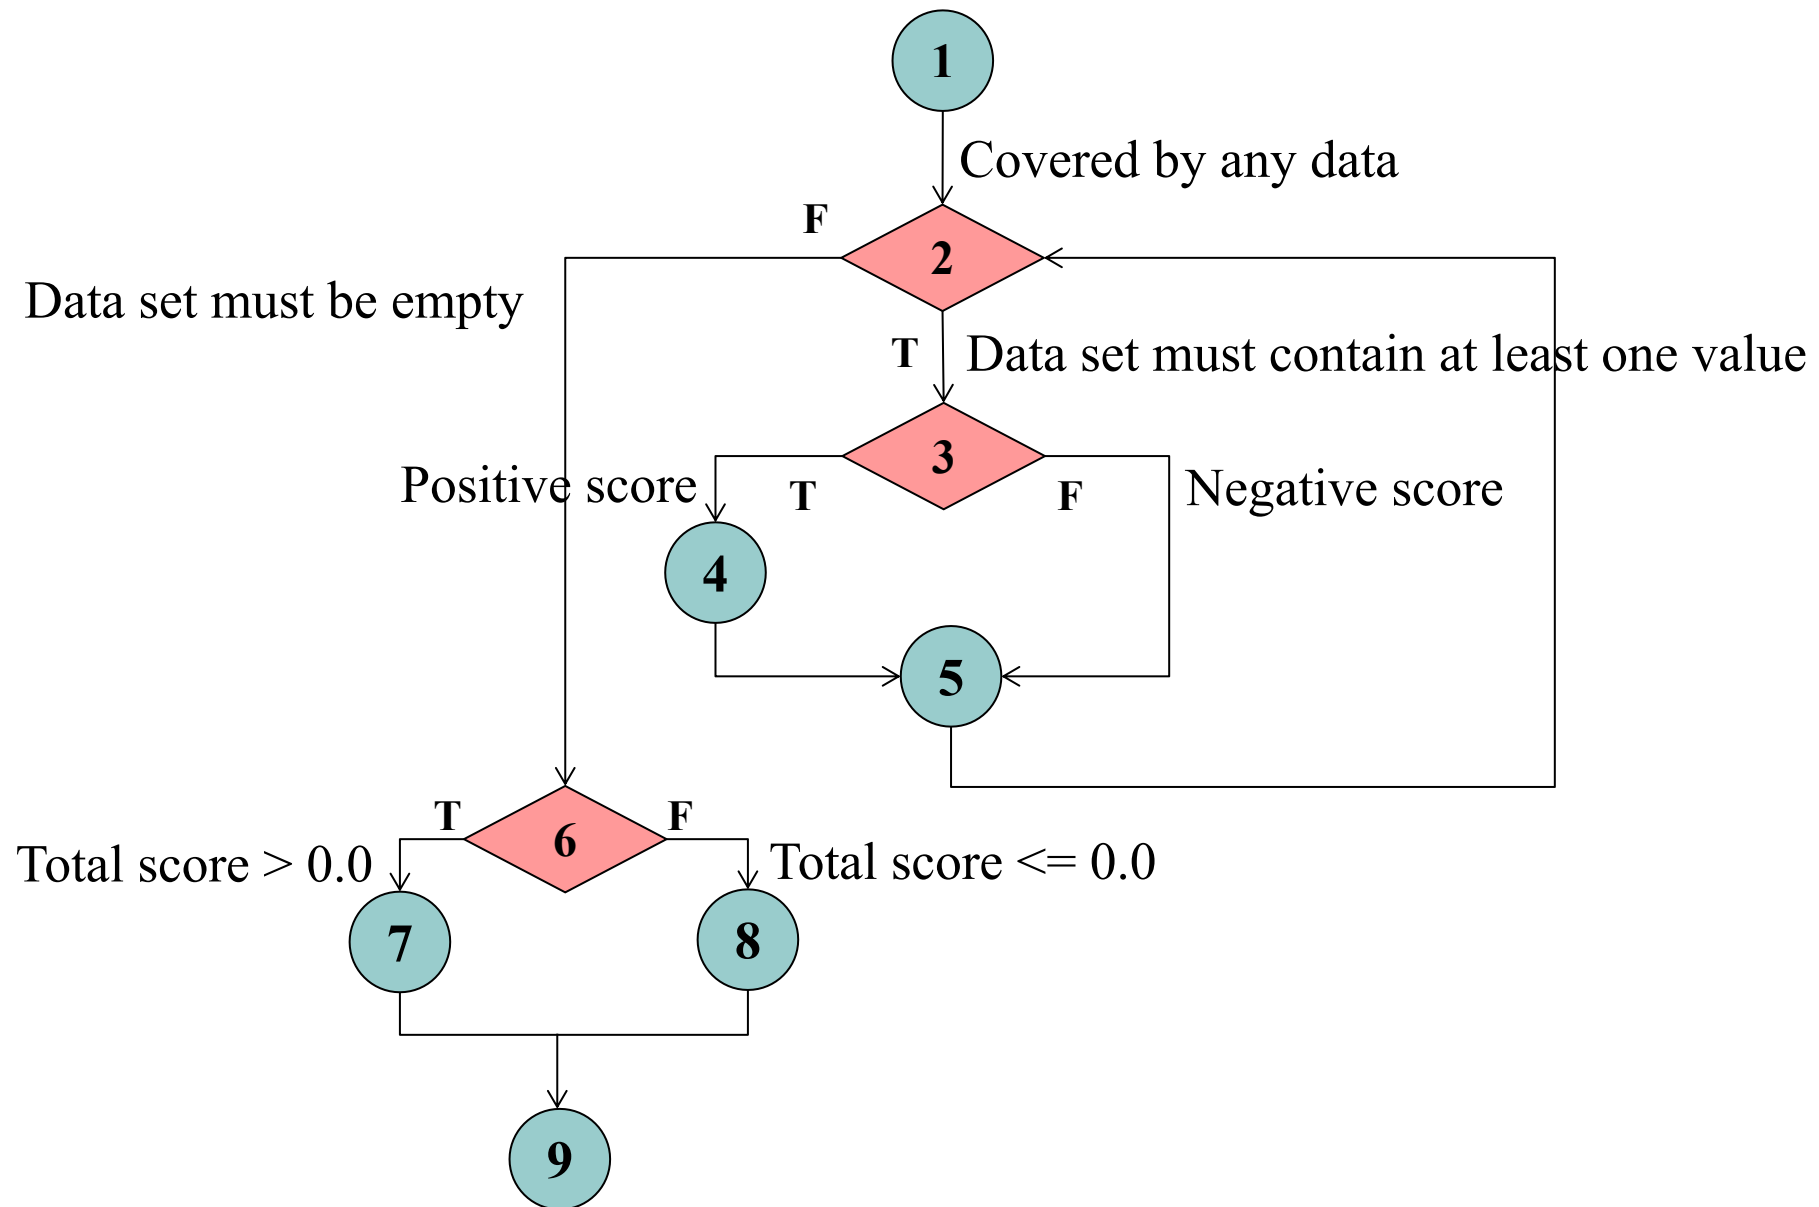 1
Covered by any data
F
2
Data set must be empty
T
Data set must contain at least one value
3
Positive score
T
F
Negative score
4
5
T
F
6
Total score > 0.0
Total score <= 0.0
7
8
9